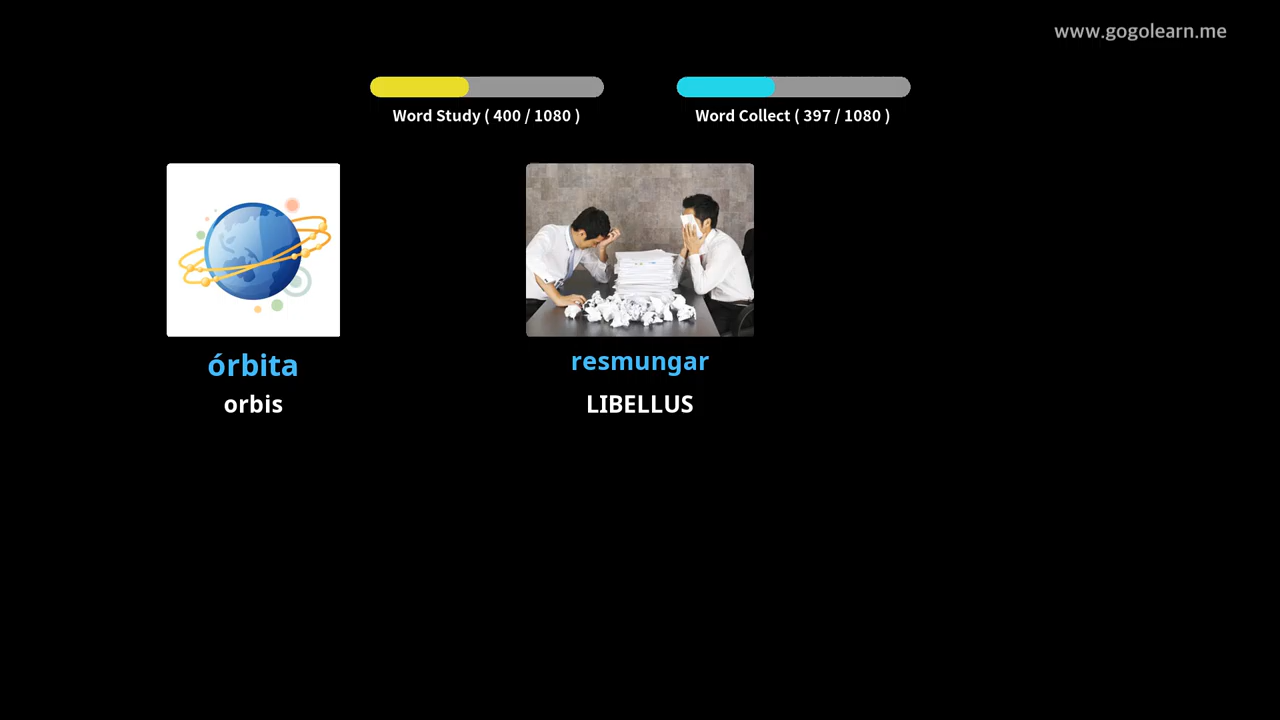 www.gogolearn.me
Word Study ( 400 / 1080 )
Word Collect ( 397 / 1080 )
órbita
orbis
resmungar
LIBELLUS